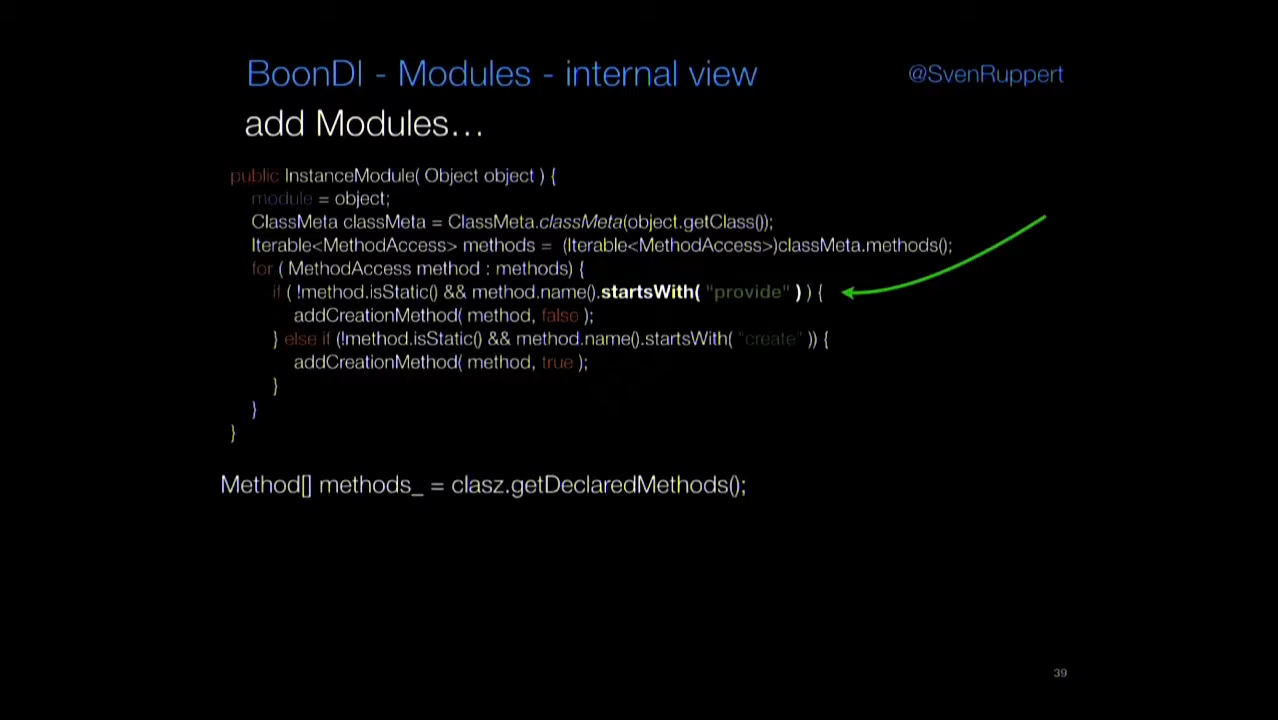 BoonDI - Modules - internal view
@SvenRuppert
add Modules...
public InstanceModule( Object object ) {
module = object;
ClassMeta classMeta = ClassMeta.classMeta(object.getClass());
Iterable<MethodAccess> methods = (Iterable<MethodAccess>)classMeta.methods();
for ( MethodAccess method : methods) {
if ( !method.isStatic() && method.name().startsWith( "provide" ) ) {
addCreationMethod( method, false );
} else if (!method.isStatic() && method.name().startsWith( "create" )) {
addCreationMethod( method, true );
}
}
}
Method[] methods_ = clasz.getDeclaredMethods();
39